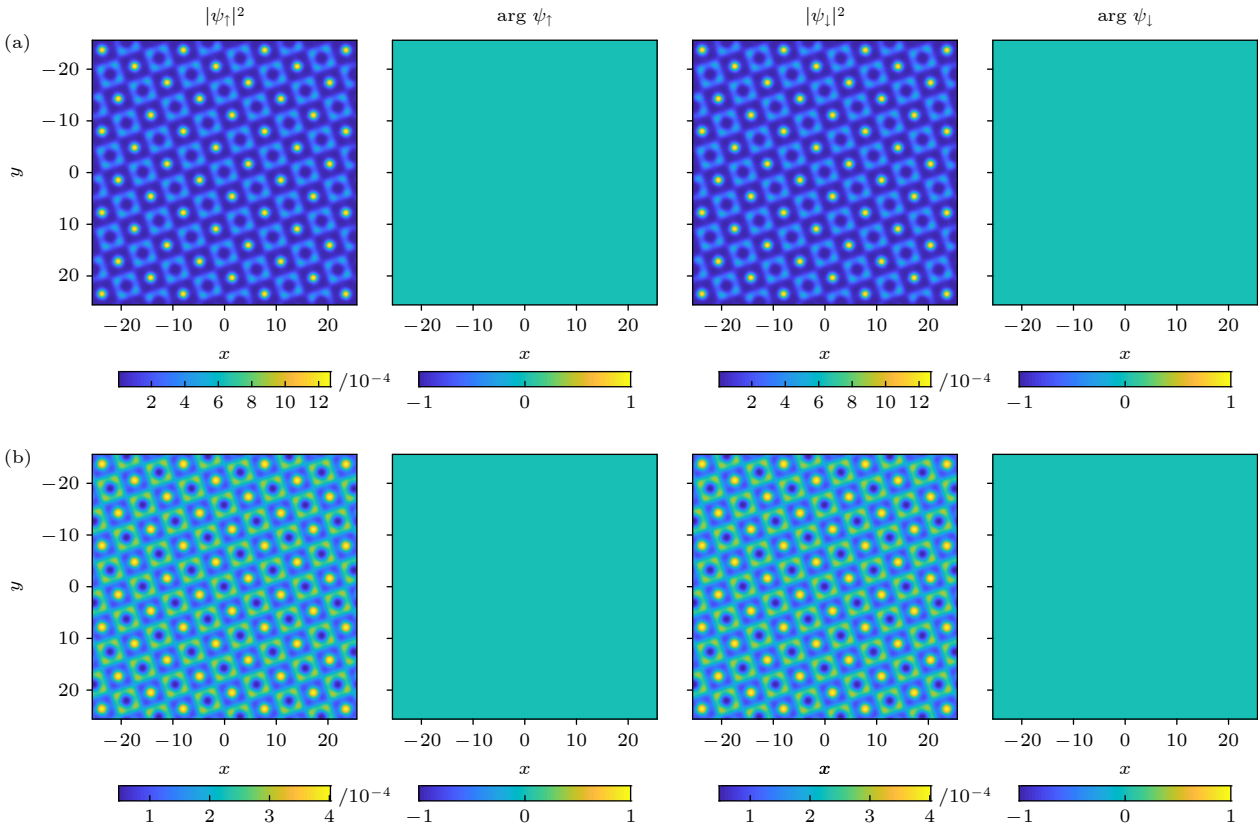 |ψ↑|² arg ψ↑ |ψ↓|² arg ψ↓
(a)
−20
−10
0
10
20
y
−20 −10 0 10 20 −20 −10 0 10 20 −20 −10 0 10 20 −20 −10 0 10 20
x x x x
/10⁻⁴ /10⁻⁴
2 4 6 8 10 12 −1 0 1 2 4 6 8 10 12 −1 0 1
(b)
−20
−10
0
10
20
y
−20 −10 0 10 20 −20 −10 0 10 20 −20 −10 0 10 20 −20 −10 0 10 20
x x x x
/10⁻⁴ /10⁻⁴
1 2 3 4 −1 0 1 1 2 3 4 −1 0 1